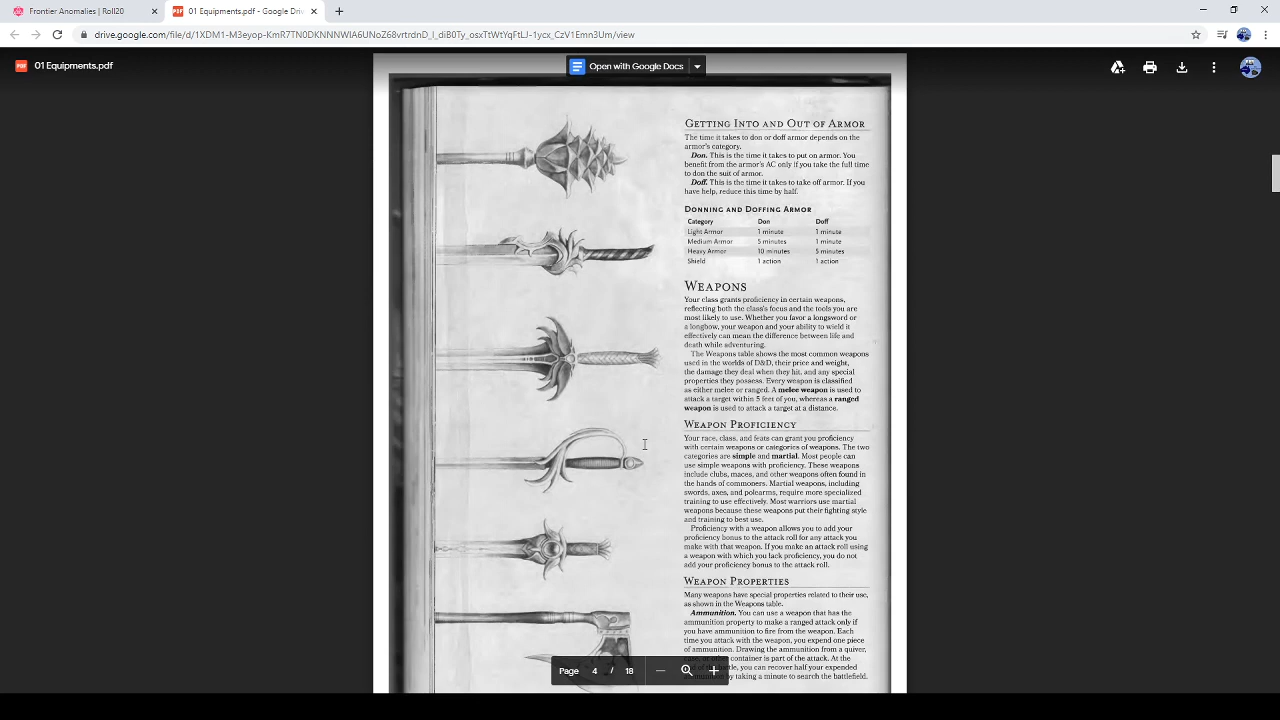 Frontier Anomalies | Roll20
01 Equipments.pdf - Google Driv
01 Equipments.pdf
Open with Google Docs
Getting Into and Out of Armor
The time it takes to don or doff armor depends on the
armor's category.
Don. This is the time it takes to put on armor. You
benefit from the armor's AC only if you take the full time
to don the suit of armor.
Doff. This is the time it takes to take off armor. If you
have help, reduce this time by half.
Donning and Doffing Armor
Category Don Doff
Light Armor 1 minute 1 minute
Medium Armor 5 minutes 1 minute
Heavy Armor 10 minutes 5 minutes
Shield 1 action 1 action
Weapons
Your class grants proficiency in certain weapons,
reflecting both the class's focus and the tools you are
most likely to use. Whether you favor a longsword or
a longbow, your weapon and your ability to wield it
effectively can mean the difference between life and
death while adventuring.
The Weapons table shows the most common weapons
used in the worlds of D&D, their price and weight,
the damage they deal when they hit, and any special
properties they possess. Every weapon is classified
as either melee or ranged. A melee weapon is used to
attack a target within 5 feet of you, whereas a ranged
weapon is used to attack a target at a distance.
Weapon Proficiency
Your race, class, and feats can grant you proficiency
with certain weapons or categories of weapons. The two
categories are simple and martial. Most people can
use simple weapons with proficiency. These weapons
include clubs, maces, and other weapons often found in
the hands of commoners. Martial weapons, including
swords, axes, and polearms, require more specialized
training to use effectively. Most warriors use martial
weapons because these weapons put their fighting style
and training to best use.
Proficiency with a weapon allows you to add your
proficiency bonus to the attack roll for any attack you
make with that weapon. If you make an attack roll using
a weapon with which you lack proficiency, you do not
add your proficiency bonus to the attack roll.
Weapon Properties
Many weapons have special properties related to their use,
as shown in the Weapons table.
Ammunition. You can use a weapon that has the
ammunition property to make a ranged attack only if
you have ammunition to fire from the weapon. Each
time you attack with the weapon, you expend one piece
of ammunition. Drawing the ammunition from a quiver,
container is part of the attack. At the
you can recover half your expended
by taking a minute to search the battlefield.
Page 4 / 18